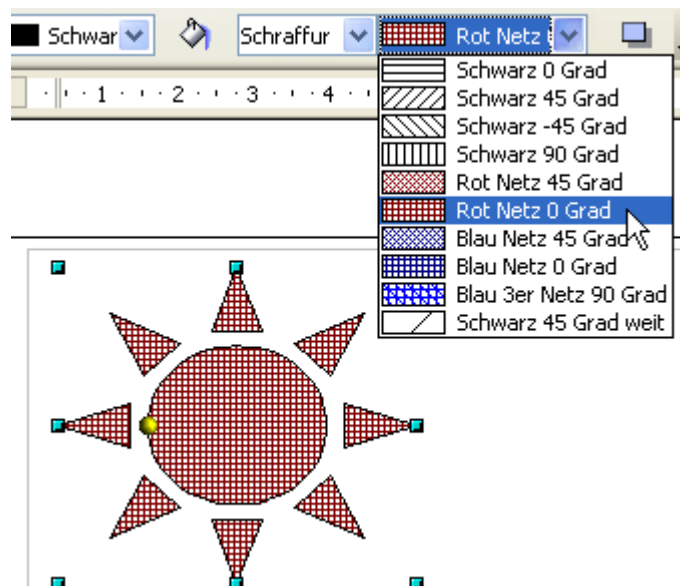 Schwar Schraffur Rot Netz
1 2 3 4
Schwarz 0 Grad
Schwarz 45 Grad
Schwarz -45 Grad
Schwarz 90 Grad
Rot Netz 45 Grad
Rot Netz 0 Grad
Blau Netz 45 Grad
Blau Netz 0 Grad
Blau 3er Netz 90 Grad
Schwarz 45 Grad weit